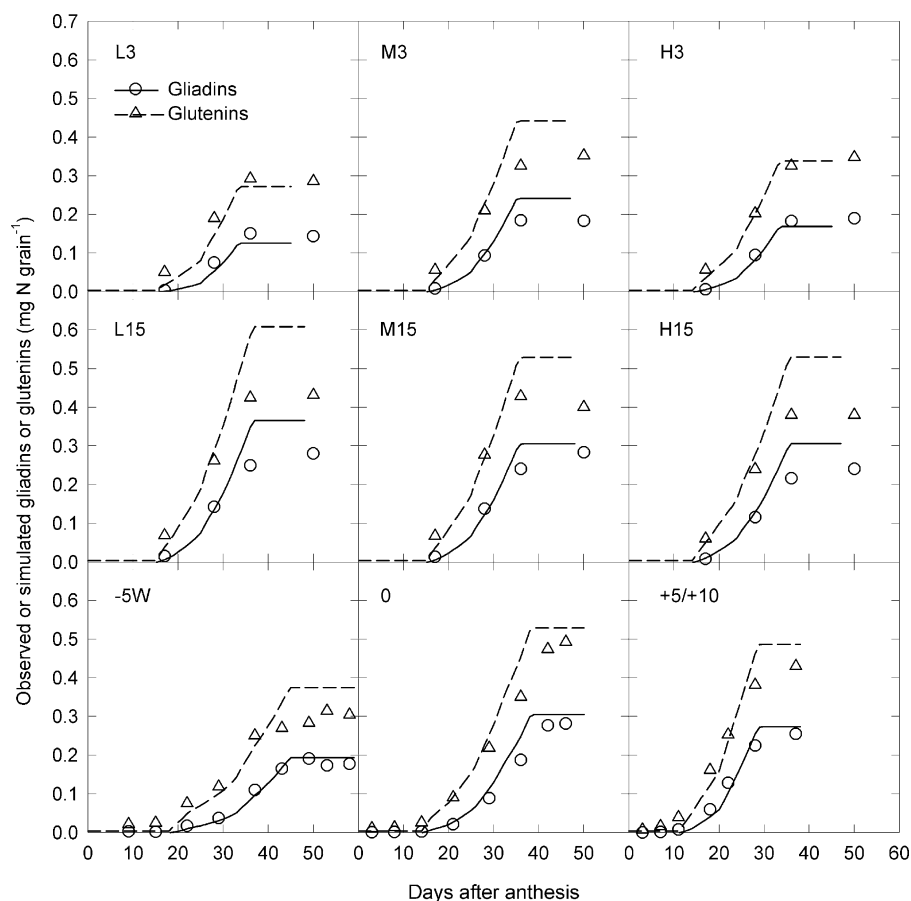 Observed or simulated gliadins or glutenins (mg N grain⁻¹)
0.7
0.6
0.5
0.4
0.3
0.2
0.1
0.0
L3
Gliadins
Glutenins
M3
H3
0.6
0.5
0.4
0.3
0.2
0.1
0.0
L15
M15
H15
0.6
0.5
0.4
0.3
0.2
0.1
0.0
-5W
0
+5/+10
0 10 20 30 40 50 0 10 20 30 40 50 0 10 20 30 40 50 60
Days after anthesis